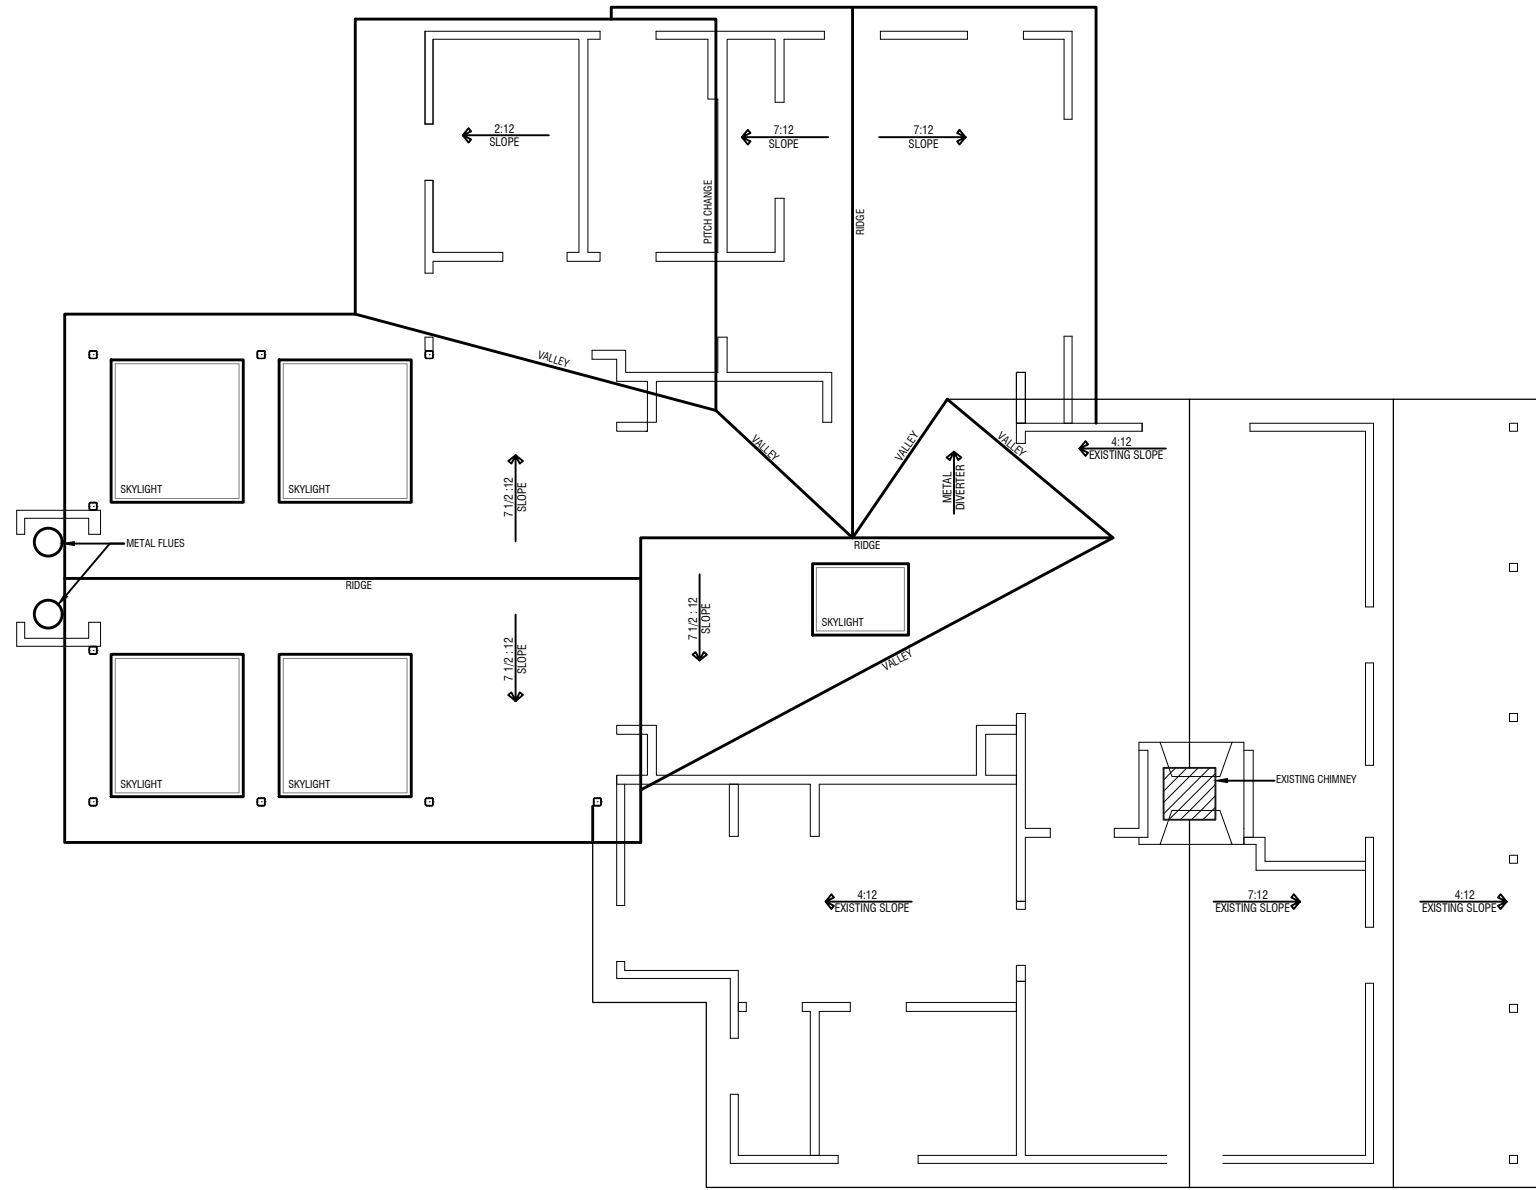 2:12
SLOPE
7:12
SLOPE
7:12
SLOPE
PITCH CHANGE
RIDGE
VALLEY
VALLEY
VALLEY
VALLEY
4:12
EXISTING SLOPE
METAL
DIVERTER
SKYLIGHT
SKYLIGHT
7 1/2 :12
SLOPE
METAL FLUES
RIDGE
RIDGE
7 1/2 : 12
SLOPE
SKYLIGHT
VALLEY
7 1/2 :12
SLOPE
SKYLIGHT
SKYLIGHT
EXISTING CHIMNEY
4:12
EXISTING SLOPE
7:12
EXISTING SLOPE
4:12
EXISTING SLOPE